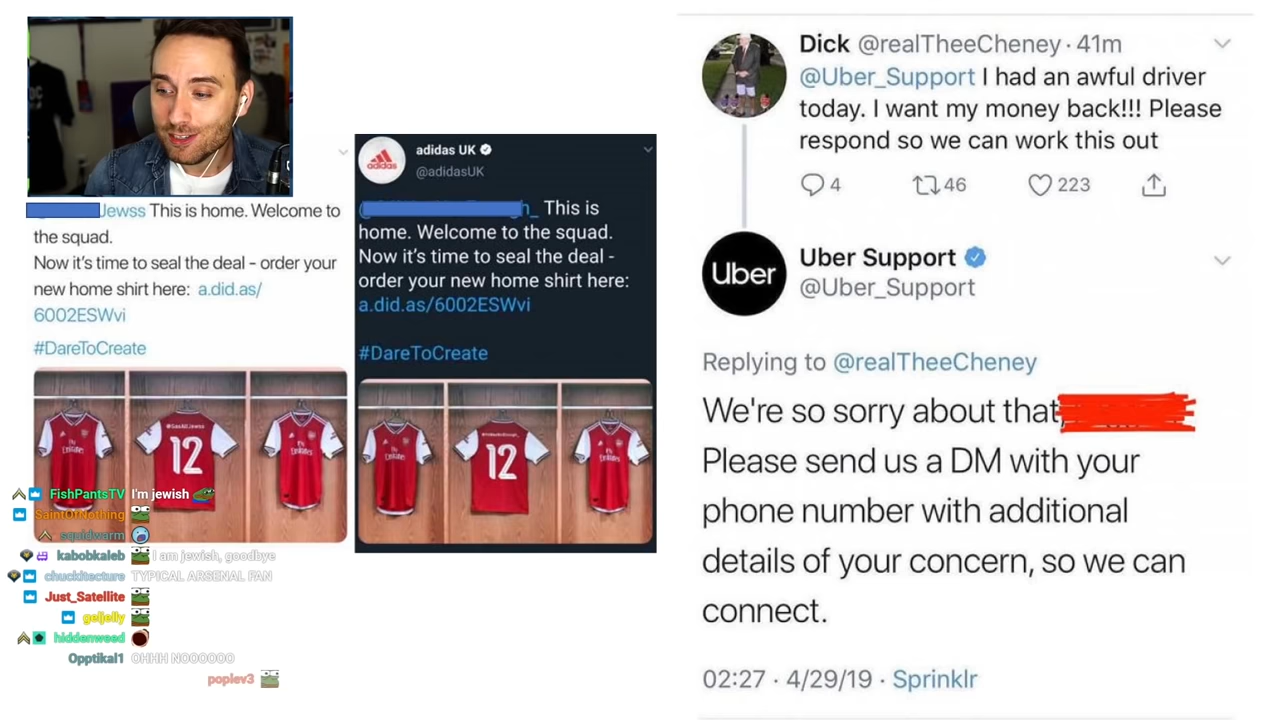 Jewss This is home. Welcome to
the squad.
Now it's time to seal the deal - order your
new home shirt here: a.did.as/
6002ESWvi
#DareToCreate
12
FishPantsTV I'm jewish
SaintOfNothing
squidwarm
kabobkaleb I am jewish, goodbye
chucktecture TYPICAL ARSENAL FAN
Just_Satellite
geljelly
hiddenweed
Opptikal1 OHHH NOOOOOO
poplev3
adidas
adidas UK
@adidasUK
h_ This is
home. Welcome to the squad.
Now it's time to seal the deal -
order your new home shirt here:
a.did.as/6002ESWvi
#DareToCreate
12
Dick @realTheeCheney · 41m
@Uber_Support I had an awful driver
today. I want my money back!!! Please
respond so we can work this out
4 46 223
Uber
Uber Support
@Uber_Support
Replying to @realTheeCheney
We're so sorry about that,
Please send us a DM with your
phone number with additional
details of your concern, so we can
connect.
02:27 · 4/29/19 · Sprinklr